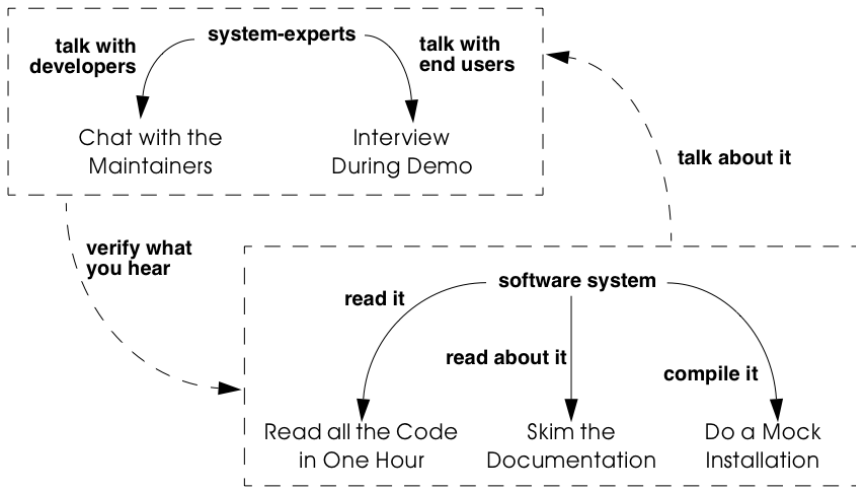 system-experts
talk with
developers
talk with
end users
Chat with the
Maintainers
Interview
During Demo
talk about it
verify what
you hear
software system
read it
read about it
compile it
Read all the Code
in One Hour
Skim the
Documentation
Do a Mock
Installation